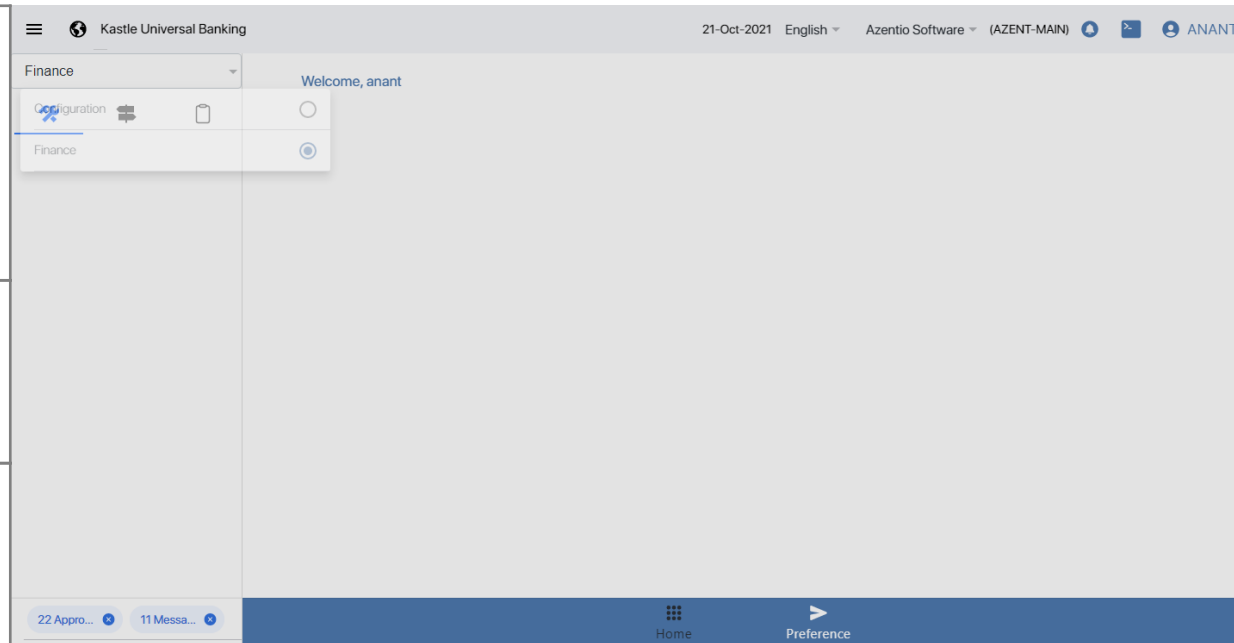 Kastle Universal Banking
21-Oct-2021 English Azentio Software (AZENT-MAIN) ANANT
Finance
Welcome, anant
Configuration
Finance
22 Appro... 11 Messa...
Home Preference